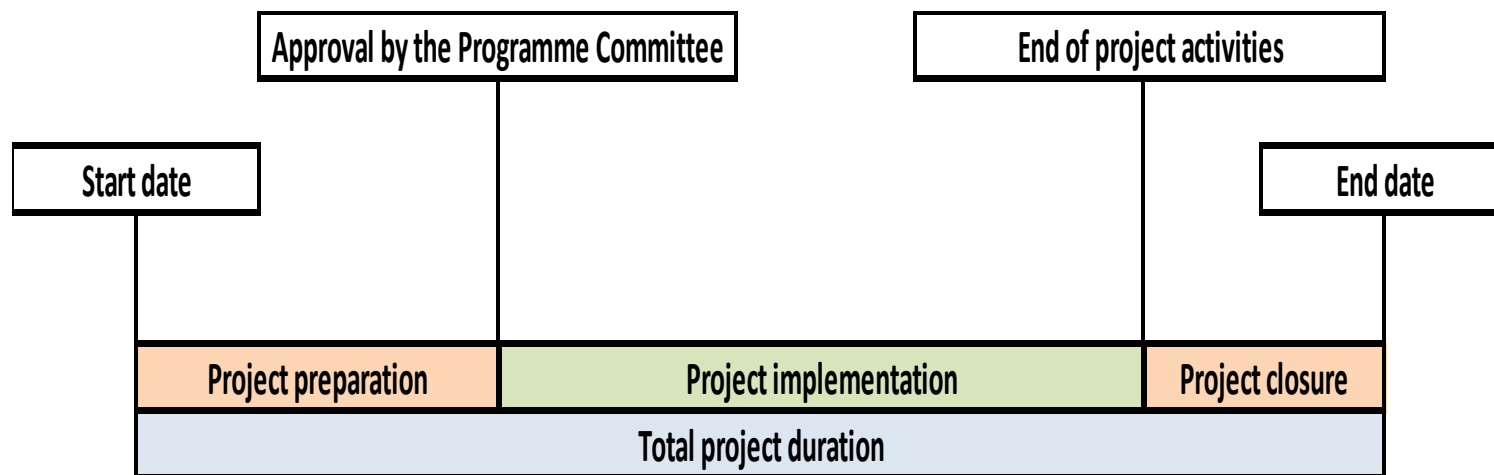 Approval by the Programme Committee
End of project activities
Start date
End date
Project preparation
Project implementation
Project closure
Total project duration